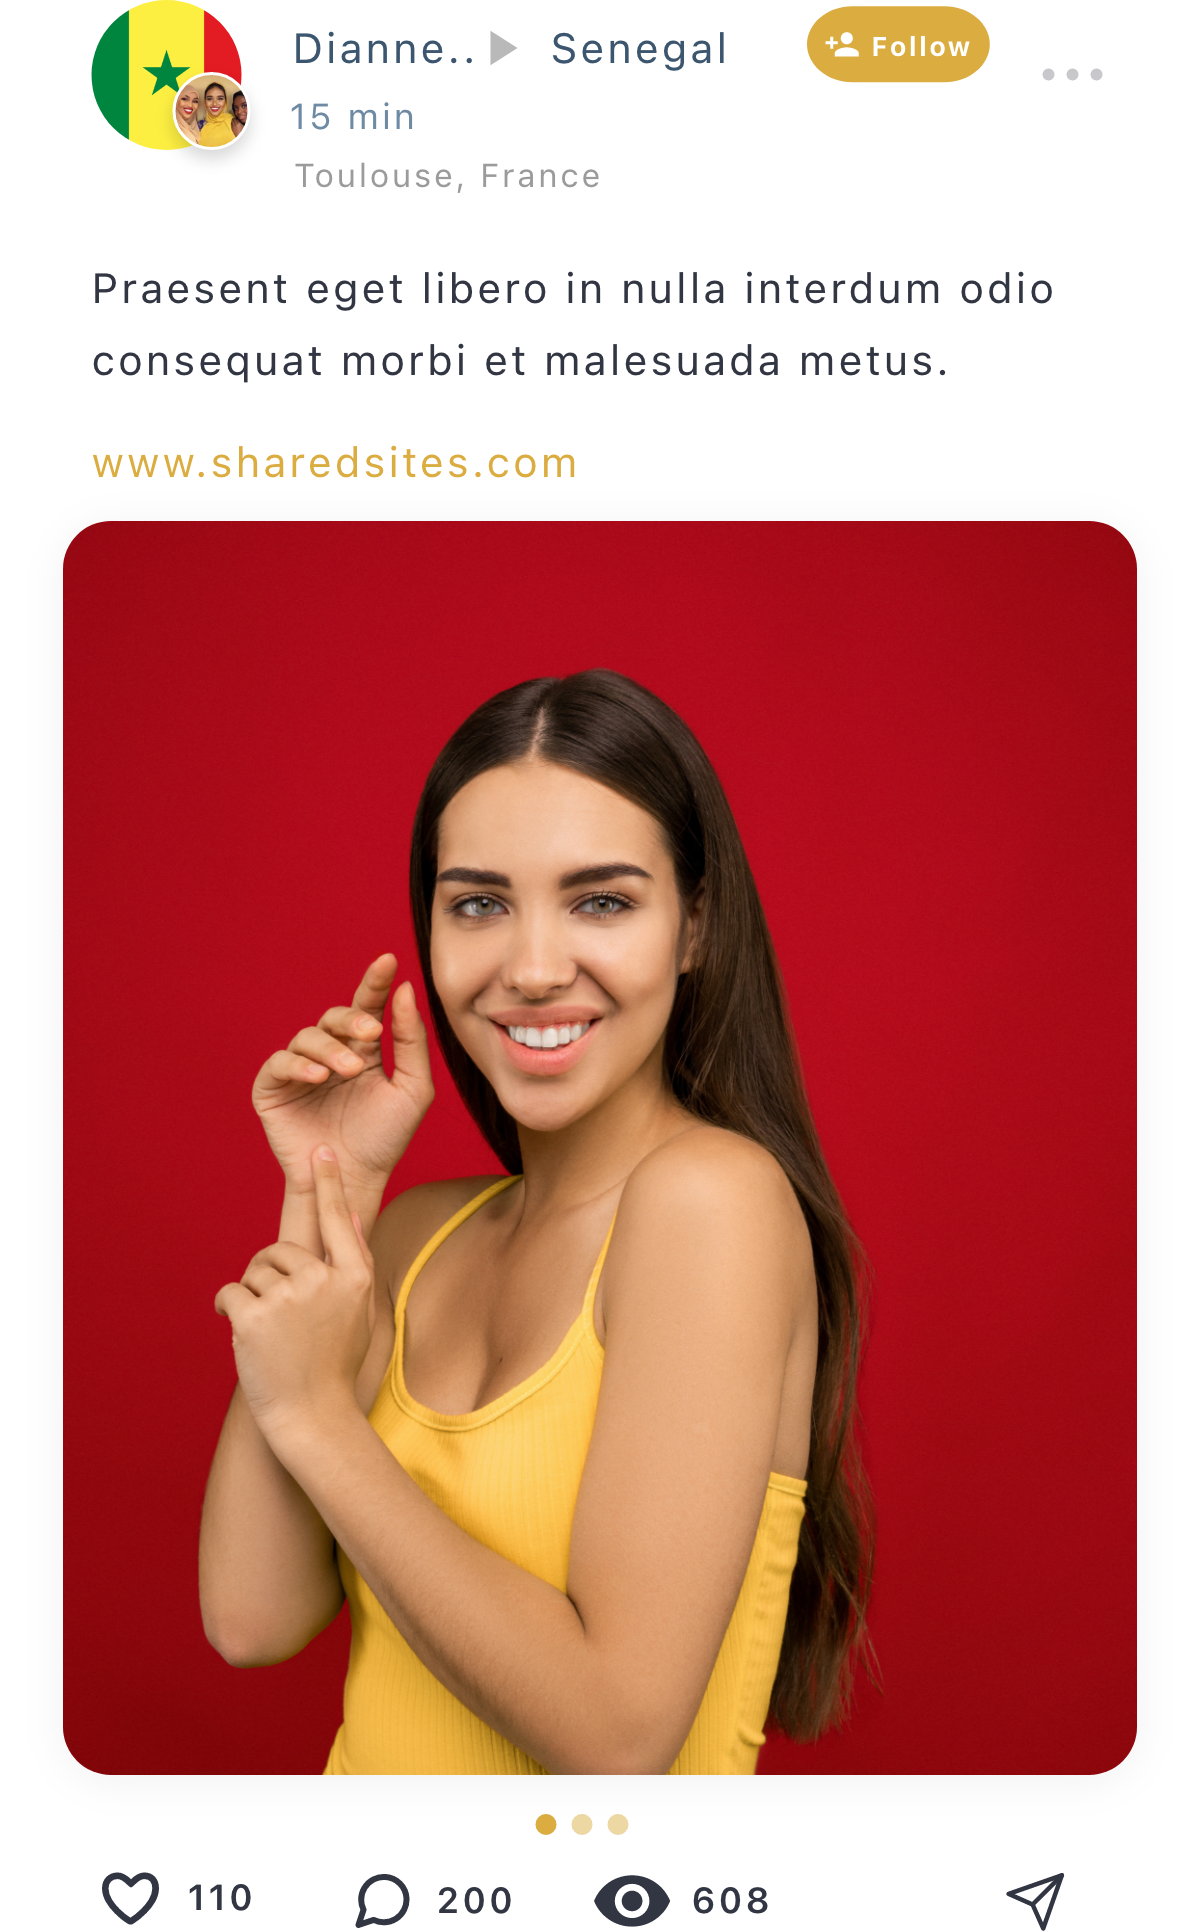 Dianne.. Senegal
Follow
15 min
Toulouse, France
Praesent eget libero in nulla interdum odio
consequat morbi et malesuada metus.
www.sharedsites.com
110 200 608